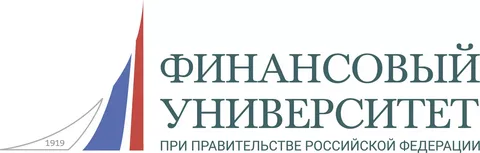 ФИНАНСОВЫЙ
УНИВЕРСИТЕТ
ПРИ ПРАВИТЕЛЬСТВЕ РОССИЙСКОЙ ФЕДЕРАЦИИ
1919